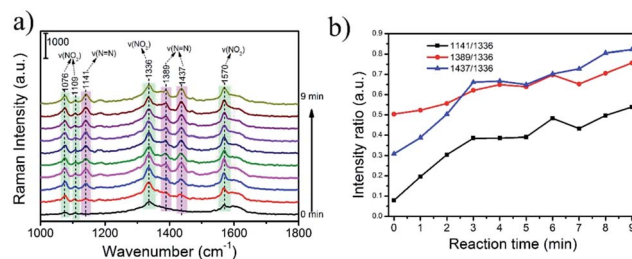 a)
1000
ν(NO2)
ν(N=N)
ν(NO2)
ν(N=N)
ν(NO2)
1076
1109
1141
1336
1389
1437
1570
9 min
0 min
Raman Intensity (a.u.)
1000 1200 1400 1600 1800
Wavenumber (cm-1)
b)
1141/1336
1389/1336
1437/1336
Intensity ratio (a.u.)
0.9
0.8
0.7
0.6
0.5
0.4
0.3
0.2
0.1
0.0
0 1 2 3 4 5 6 7 8 9
Reaction time (min)